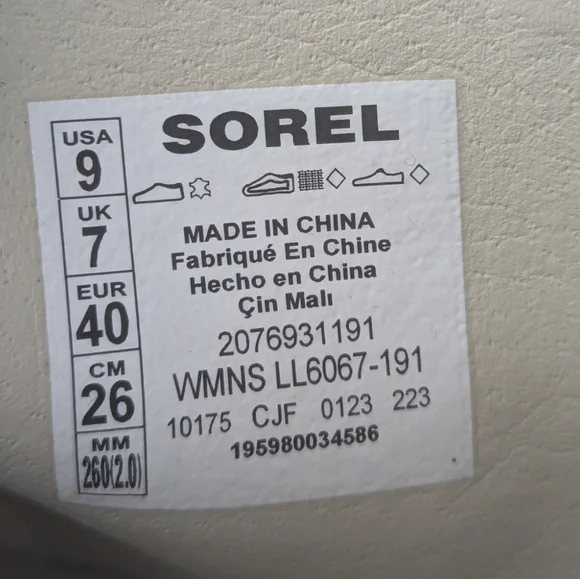 SOREL
USA
9
UK
7
EUR
40
CM
26
MM
260(2.0)
MADE IN CHINA
Fabriqué En Chine
Hecho en China
Çin Malı
2076931191
WMNS LL6067-191
10175 CJF 0123 223
195980034586